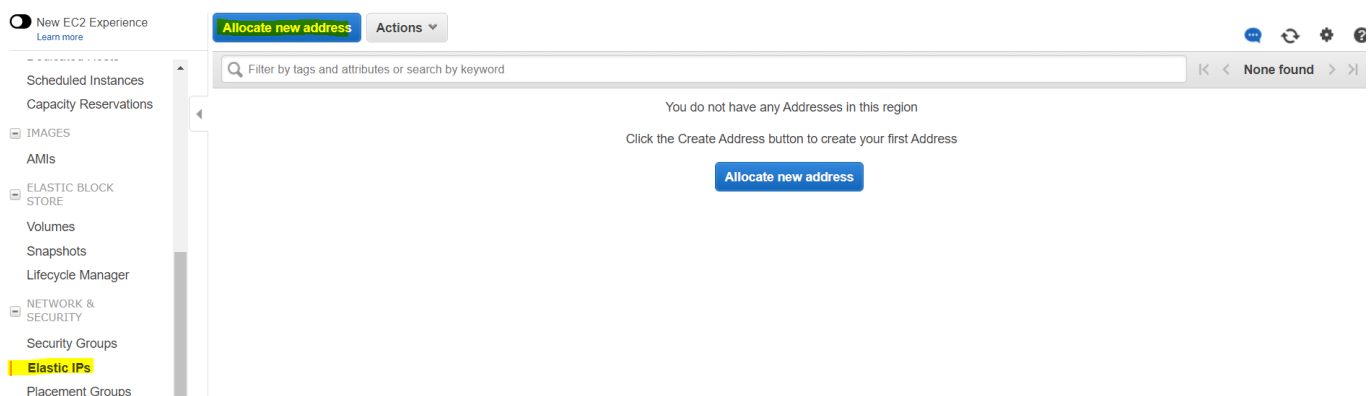 New EC2 Experience
Learn more
Scheduled Instances
Capacity Reservations
IMAGES
AMIs
ELASTIC BLOCK
STORE
Volumes
Snapshots
Lifecycle Manager
NETWORK &
SECURITY
Security Groups
Elastic IPs
Placement Groups
Allocate new address
Actions
Filter by tags and attributes or search by keyword
None found
You do not have any Addresses in this region
Click the Create Address button to create your first Address
Allocate new address